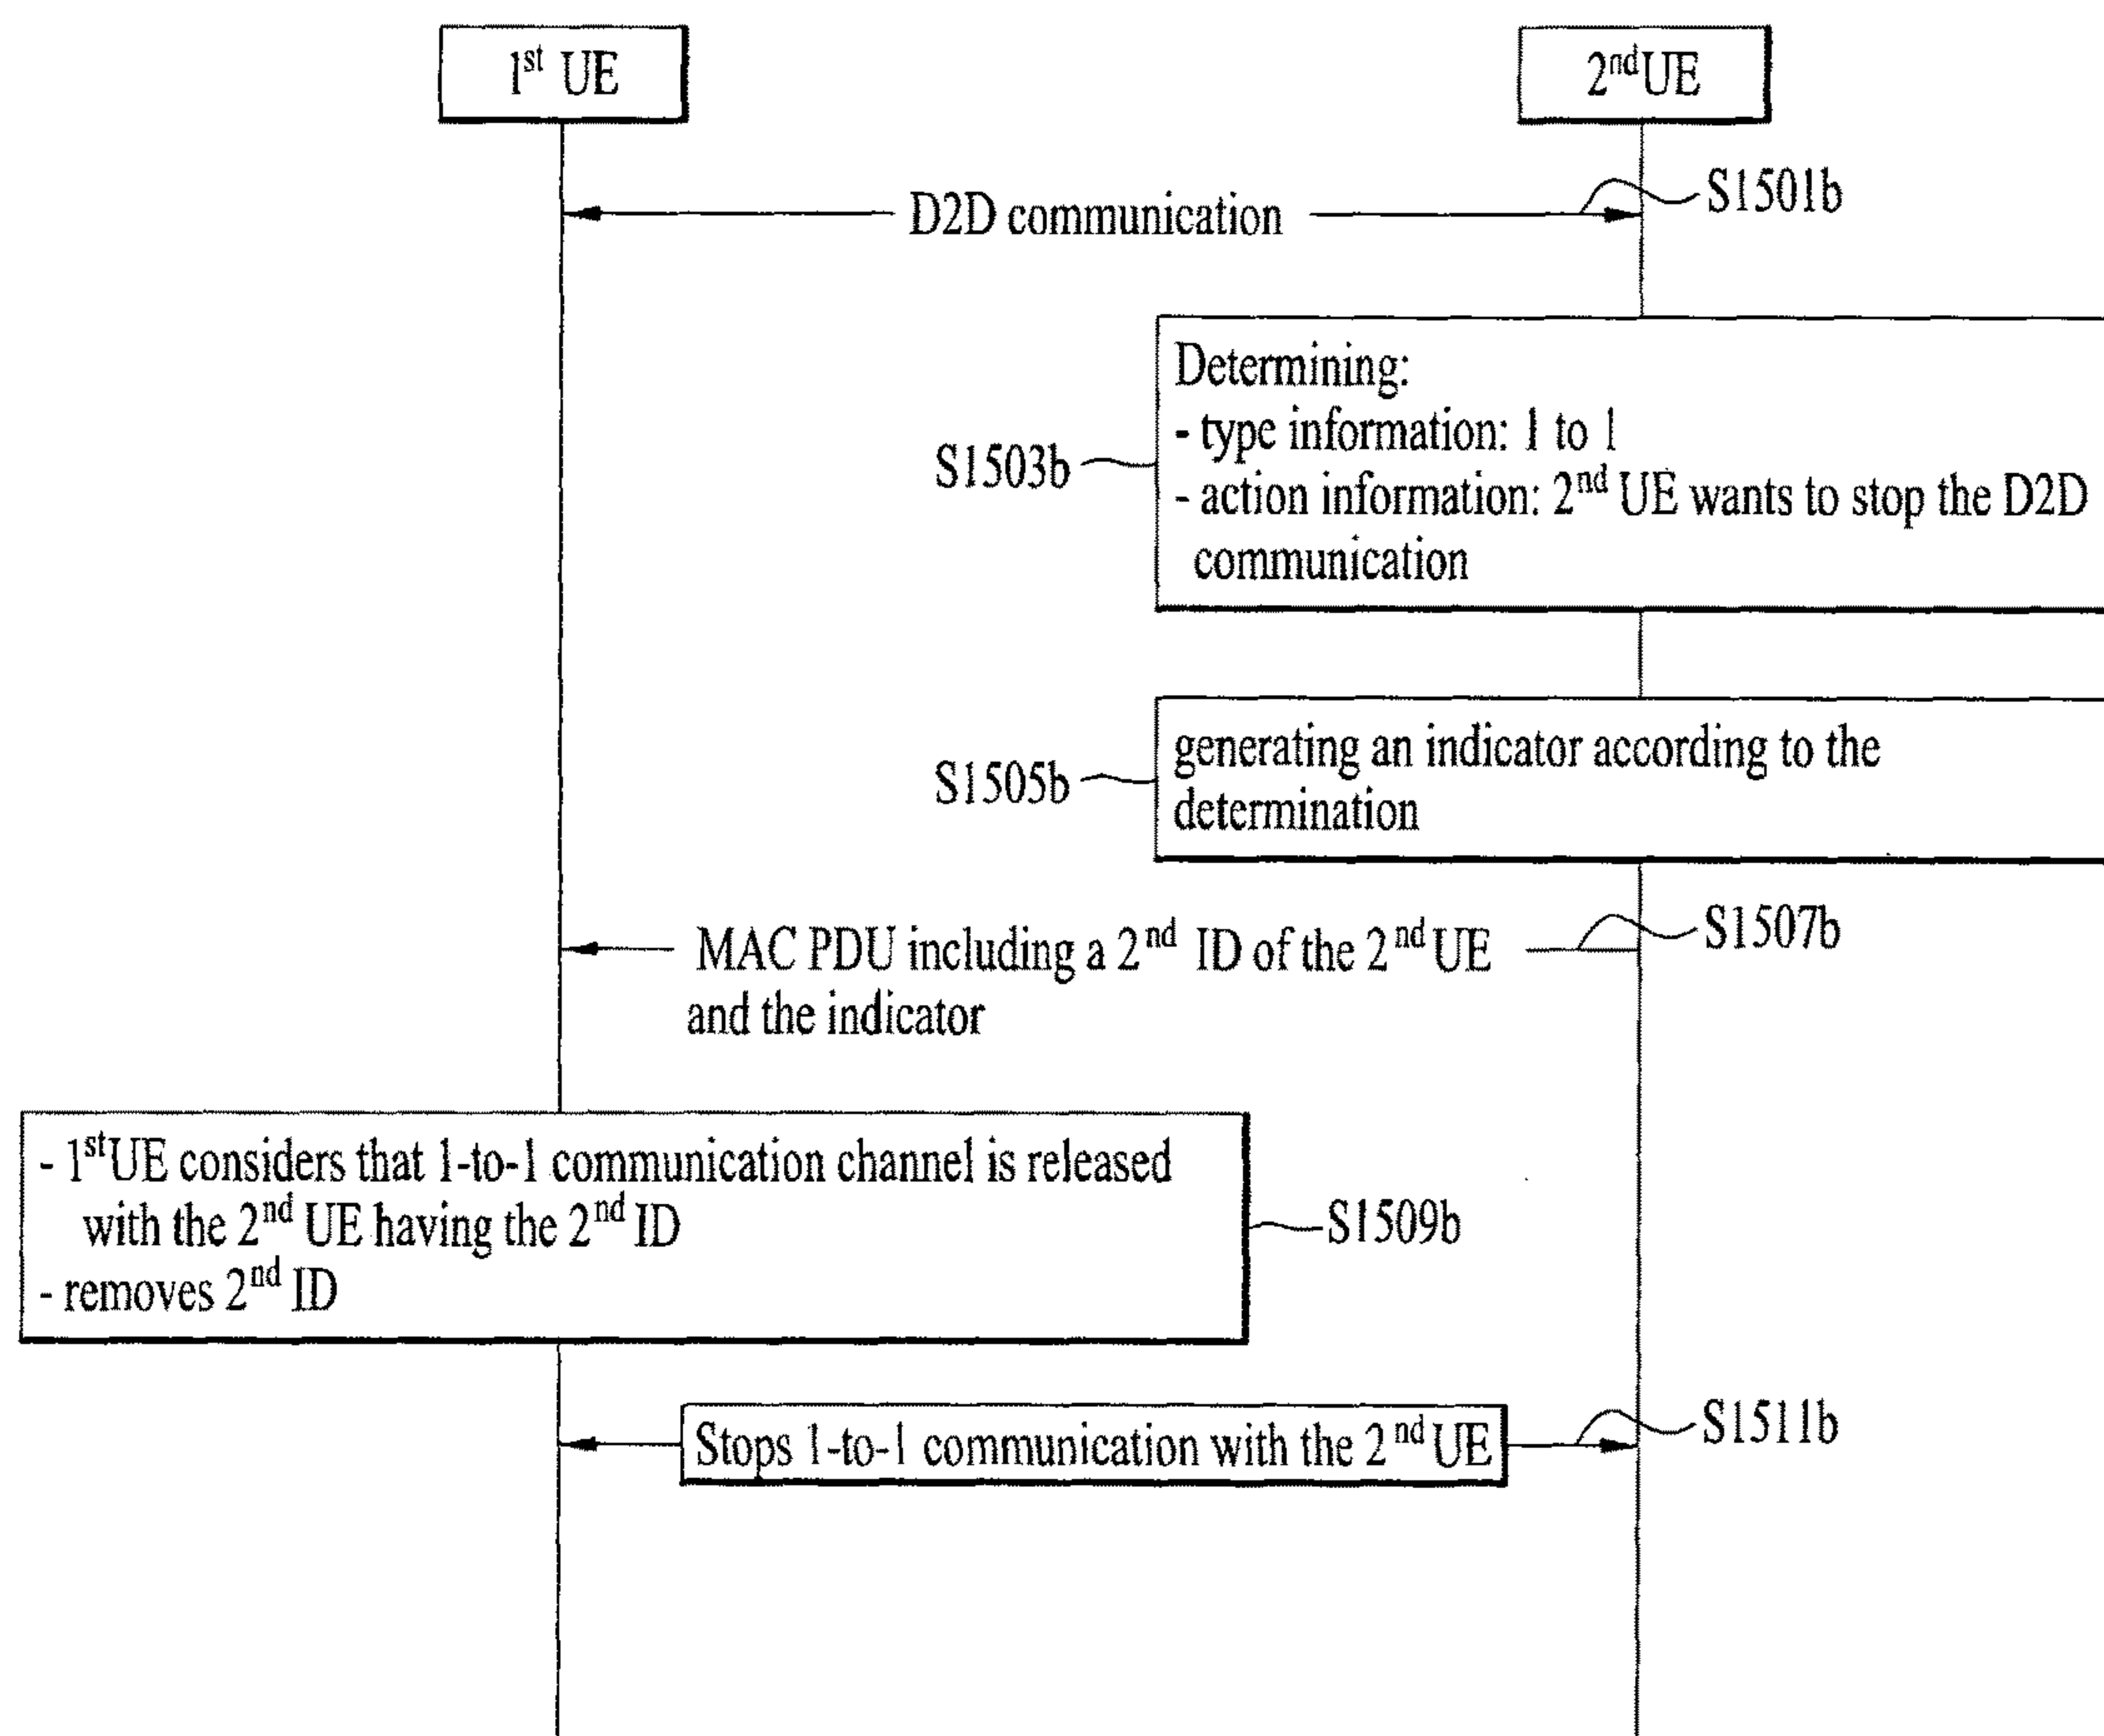 1st UE
2nd UE
D2D communication
S1501b
Determining:
- type information: 1 to 1
- action information: 2nd UE wants to stop the D2D
communication
S1503b
generating an indicator according to the
determination
S1505b
MAC PDU including a 2nd ID of the 2nd UE
and the indicator
S1507b
- 1st UE considers that 1-to-1 communication channel is released
with the 2nd UE having the 2nd ID
- removes 2nd ID
S1509b
Stops 1-to-1 communication with the 2nd UE
S1511b